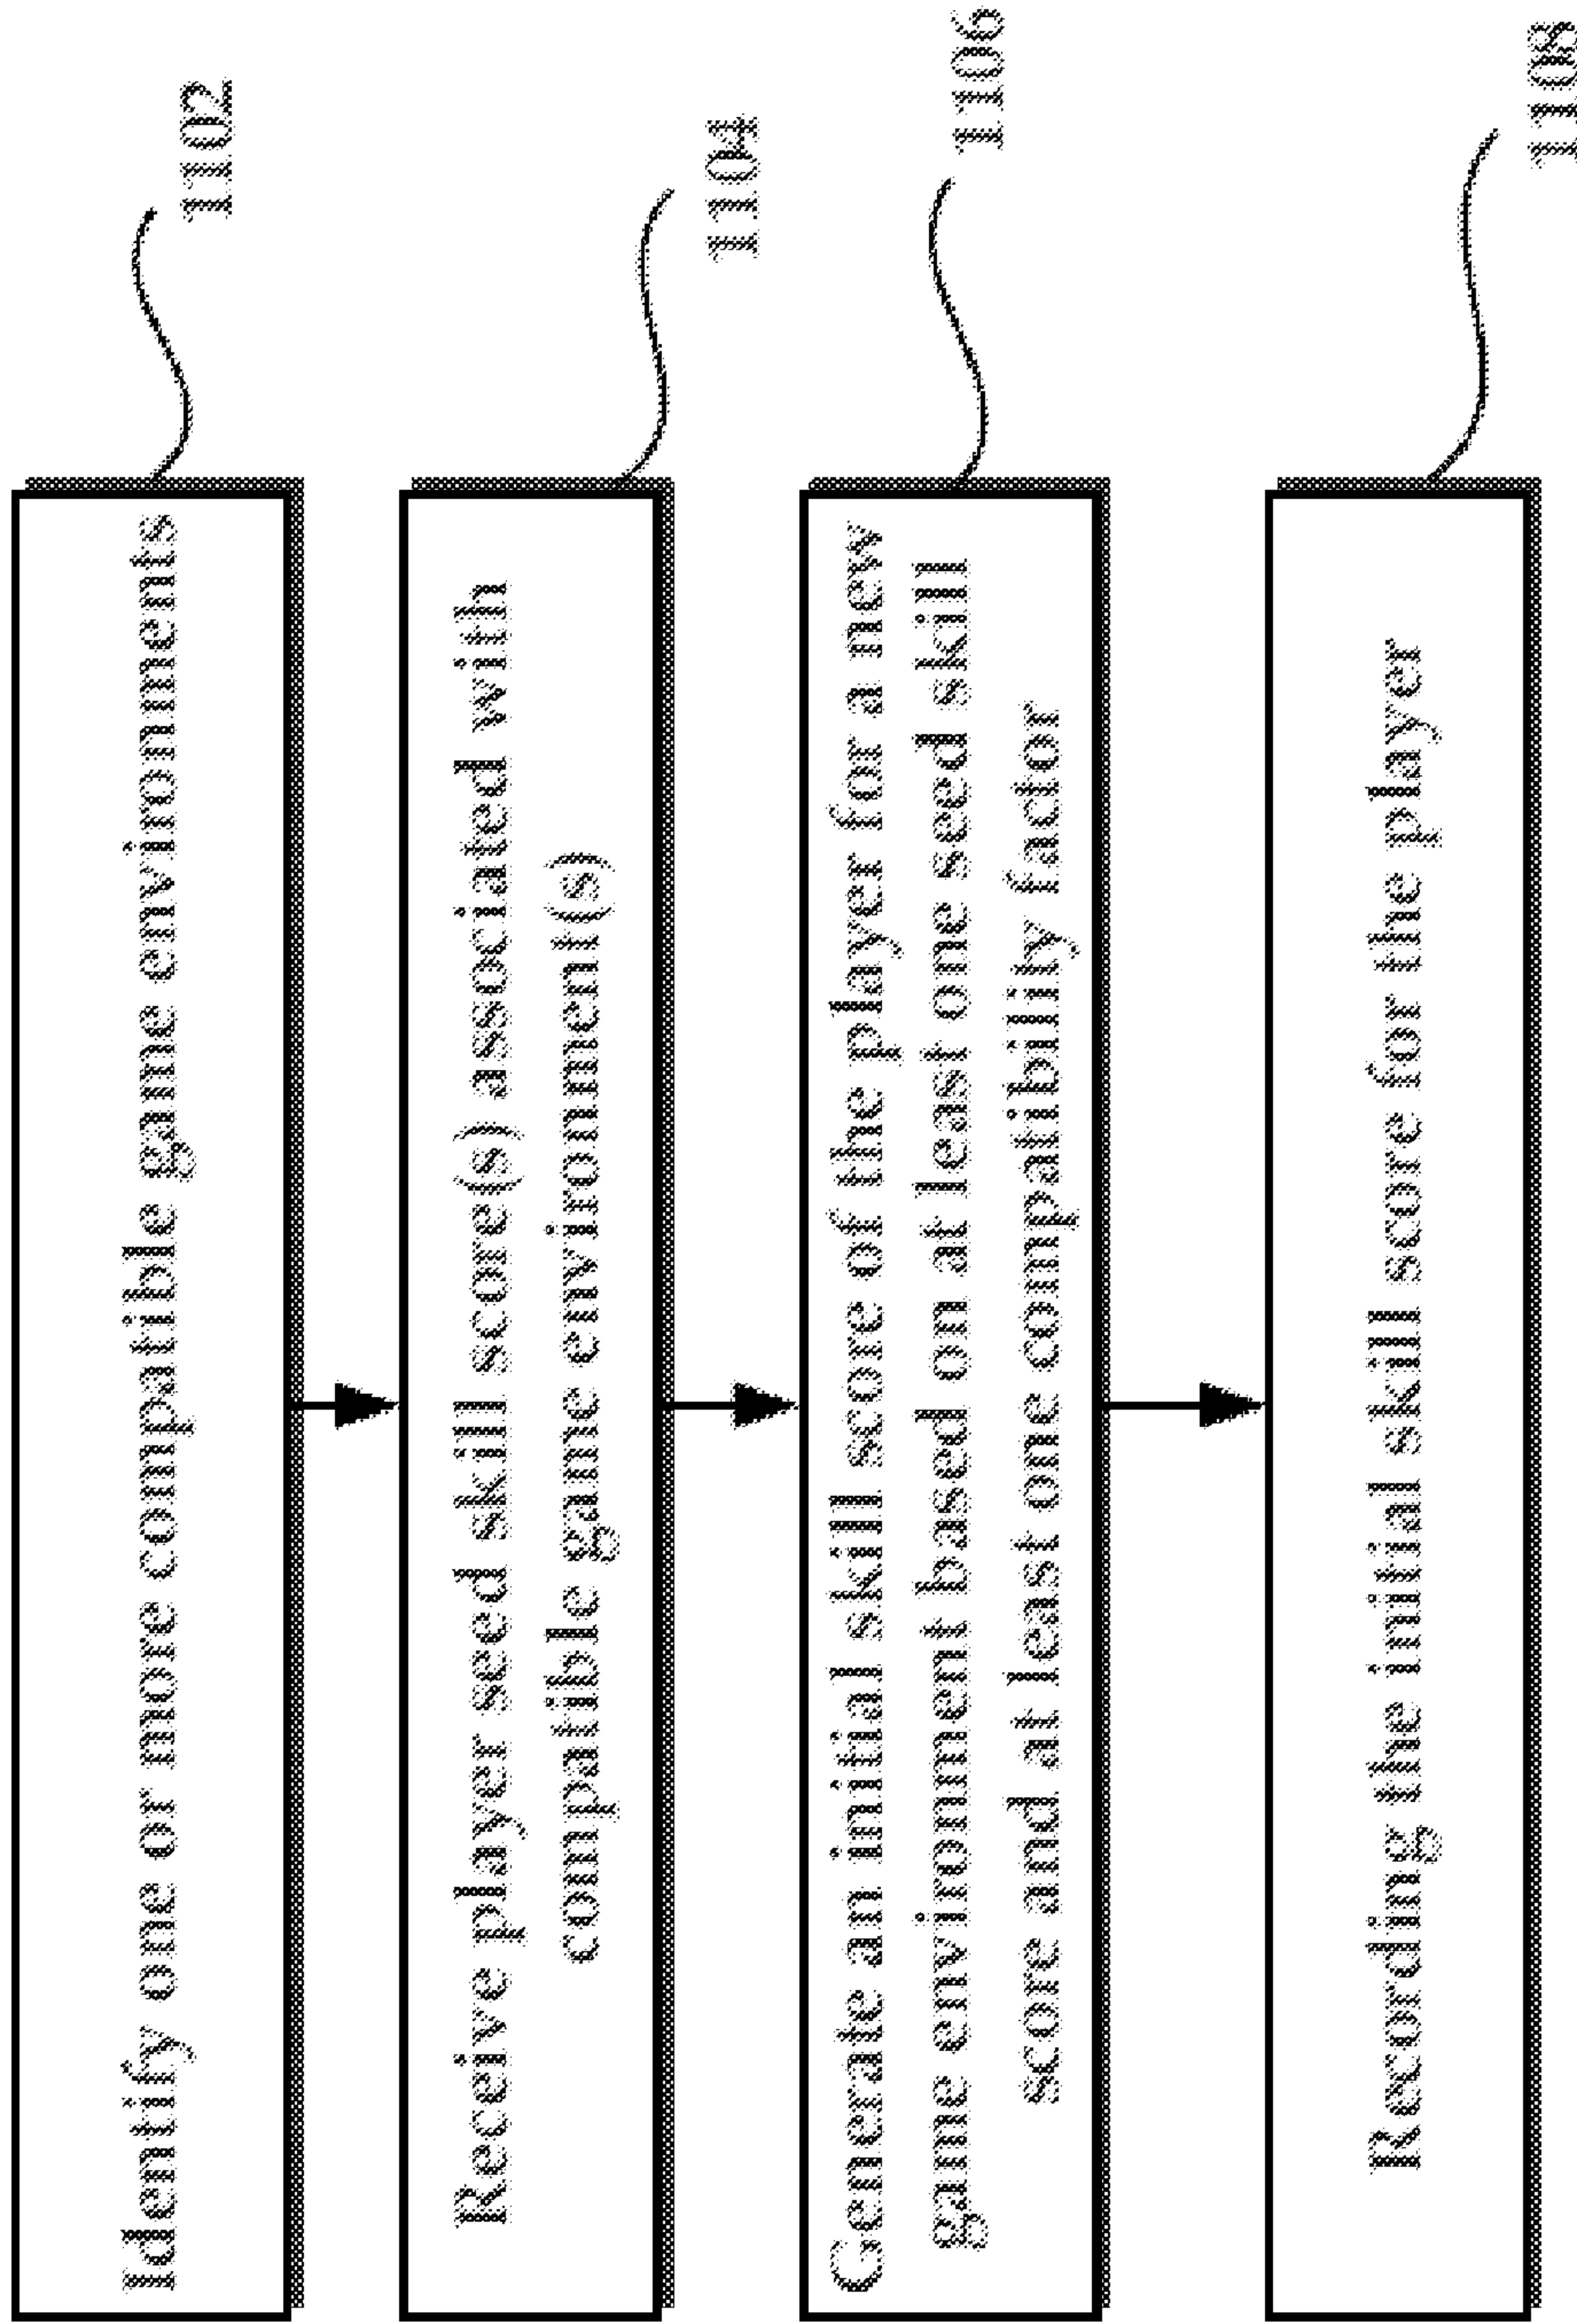 Identify one or more compatible game environments
1102
Receive player seed skill score(s) associated with
compatible game environment(s)
1104
Generate an initial skill score of the player for a new
game environment based on at least one seed skill
score and at least one compatibility factor
1106
Recording the initial skill score for the player
1108